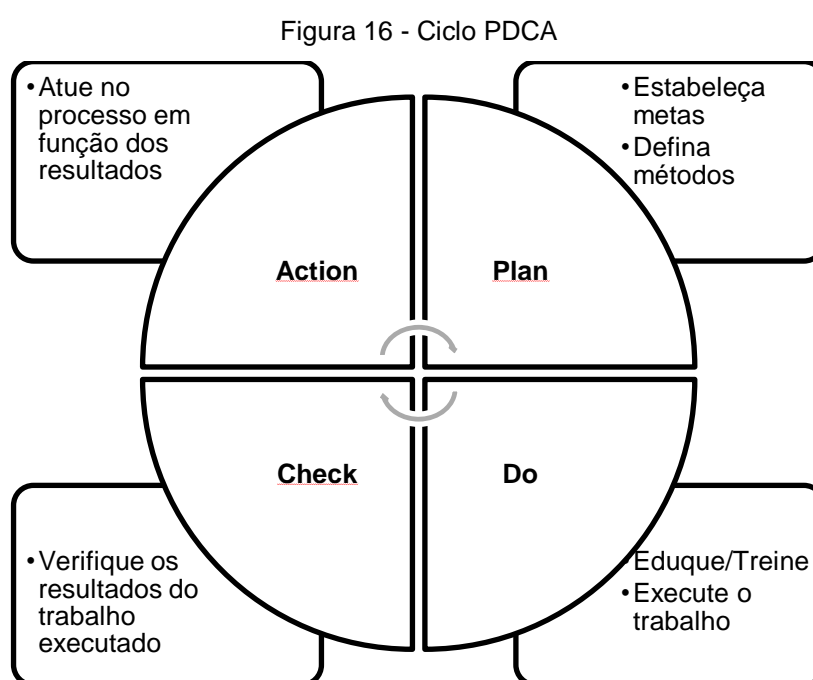 Figura 16 - Ciclo PDCA
•Atue no
processo em
função dos
resultados
•Estabeleça
metas
•Defina
métodos
Action
Plan
Check
Do
•Verifique os
resultados do
trabalho
executado
•Eduque/Treine
•Execute o
trabalho